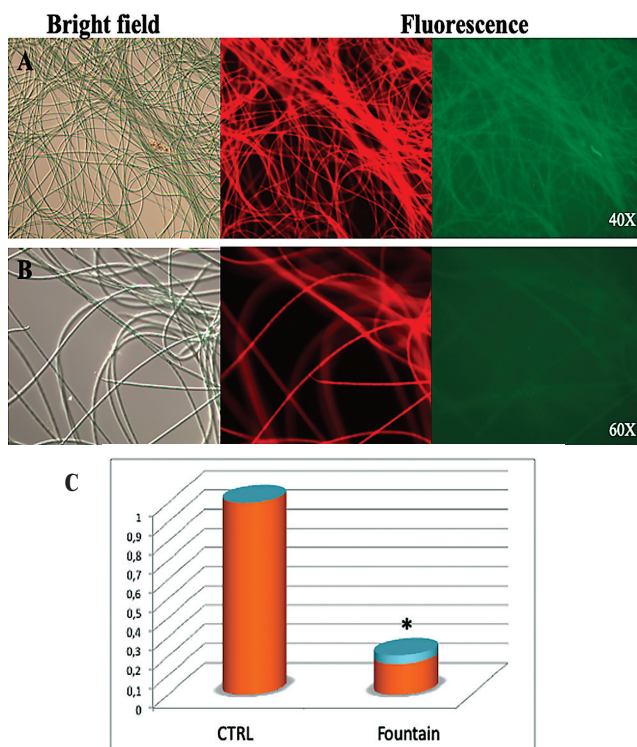 Bright field Fluorescence
A
40X
B
60X
C
1
0,9
0,8
0,7
0,6
0,5
0,4
0,3
0,2
0,1
0
*
CTRL Fountain